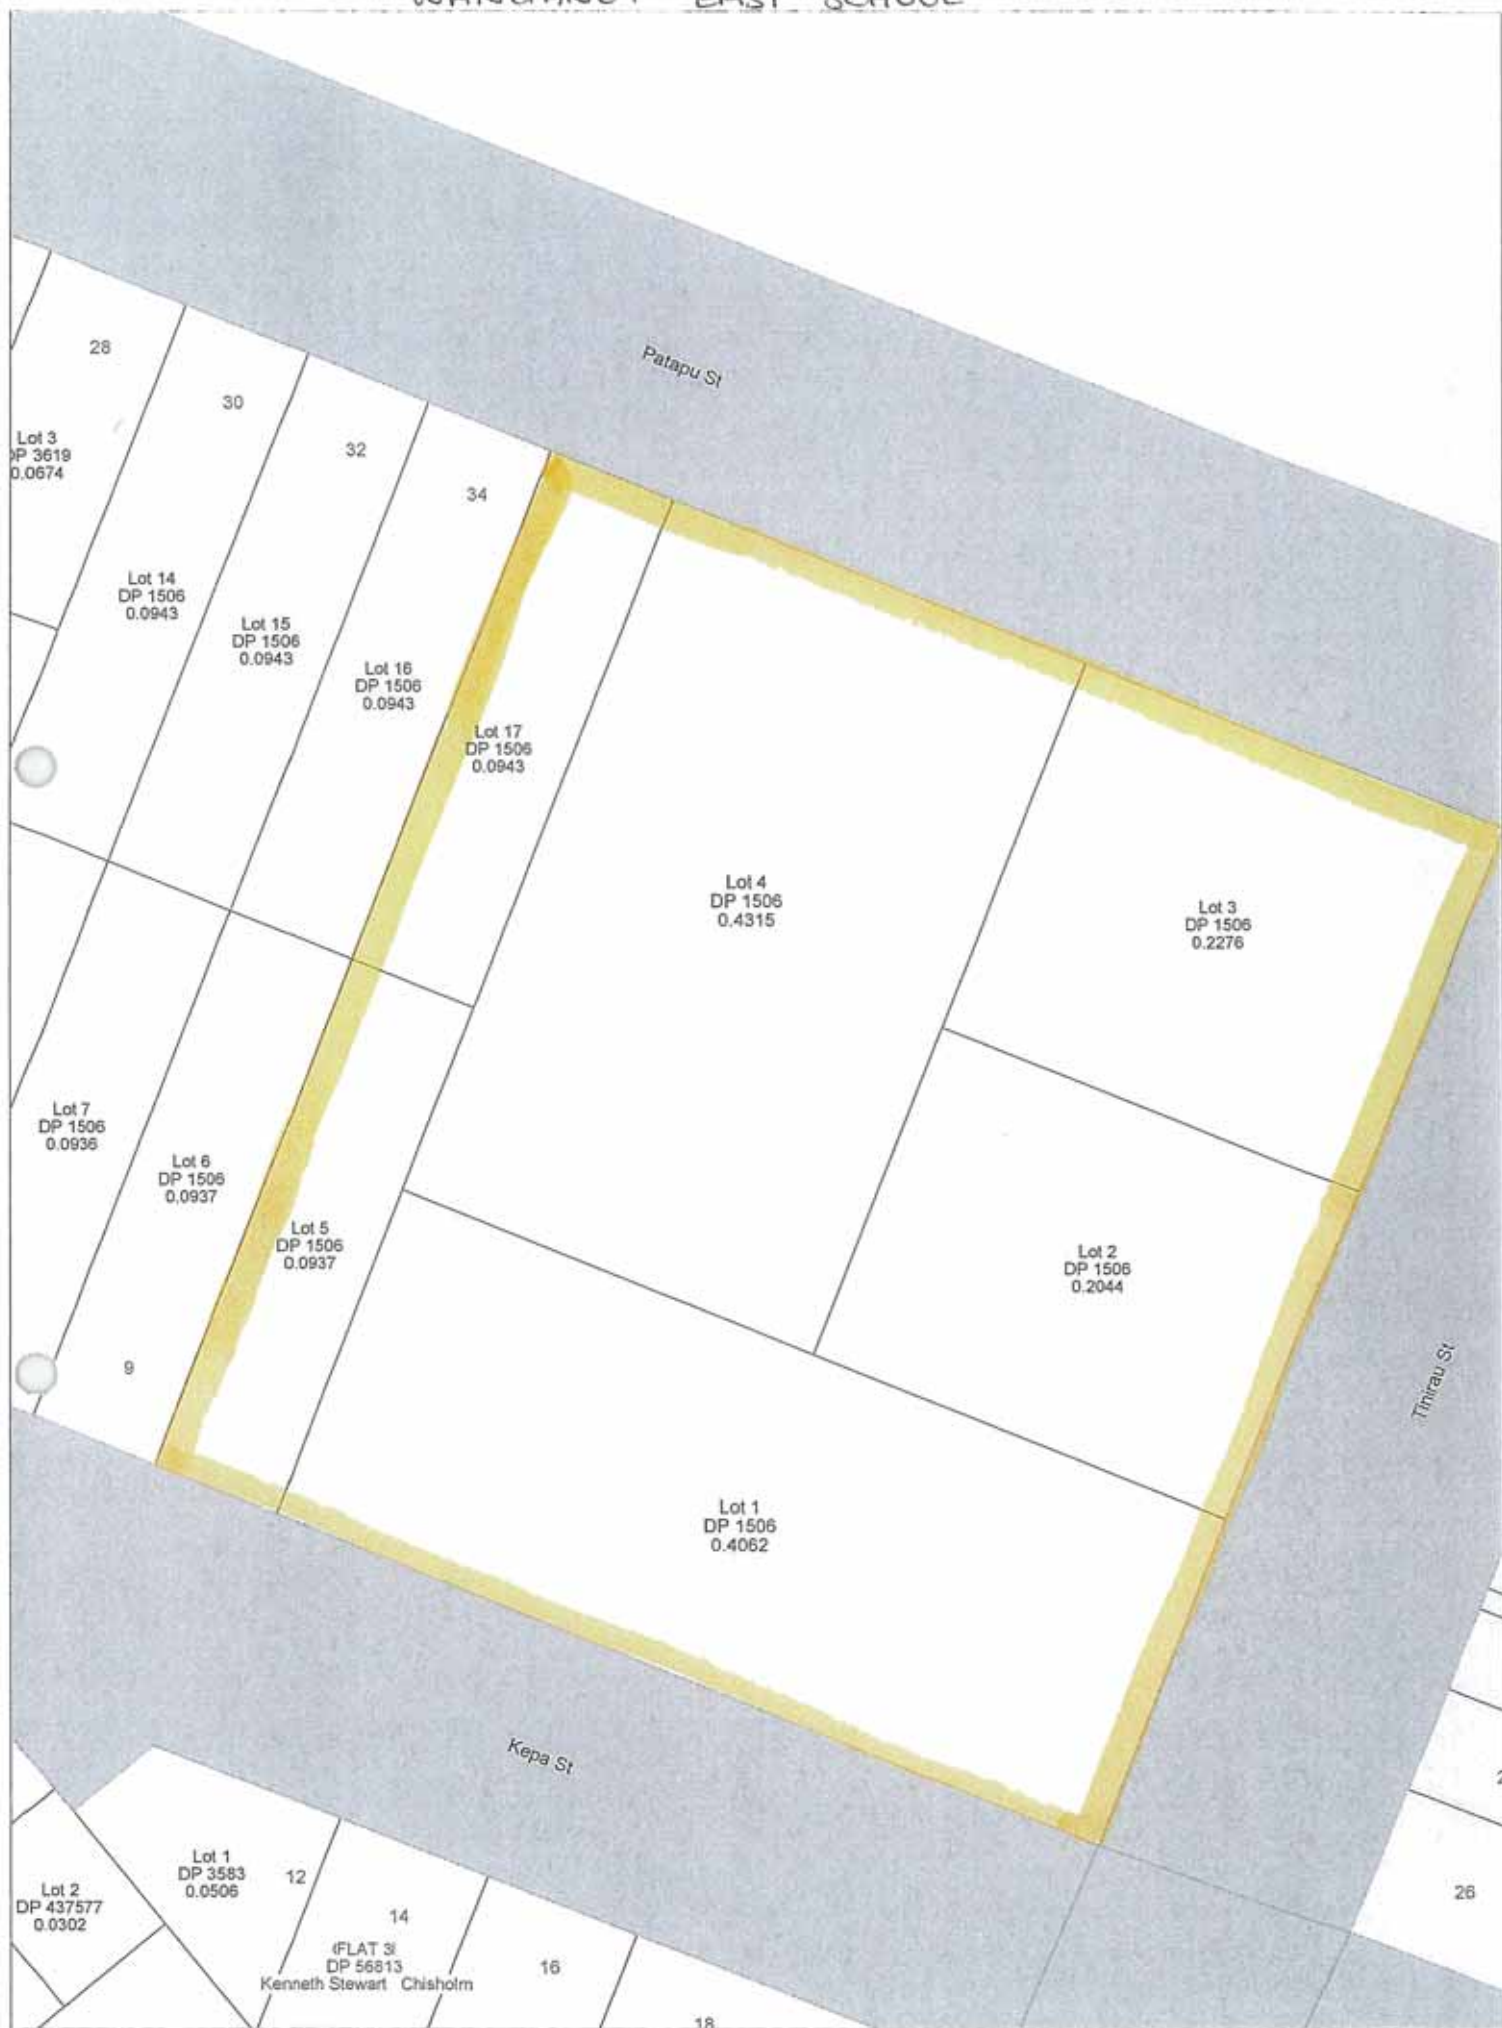 EAST SCHOOL
Patapu St
28
30
32
34
Lot 3
DP 3619
0.0674
Lot 14
DP 1506
0.0943
Lot 15
DP 1506
0.0943
Lot 16
DP 1506
0.0943
Lot 17
DP 1506
0.0943
Lot 4
DP 1506
0.4315
Lot 3
DP 1506
0.2276
Lot 7
DP 1506
0.0936
Lot 6
DP 1506
0.0937
Lot 5
DP 1506
0.0937
Lot 2
DP 1506
0.2044
9
Tinirau St
Lot 1
DP 1506
0.4062
Kepa St
Lot 1
DP 3583
0.0506
12
Lot 2
DP 437577
0.0302
14
(FLAT 3)
DP 56813
Kenneth Stewart Chisholm
16
18
26